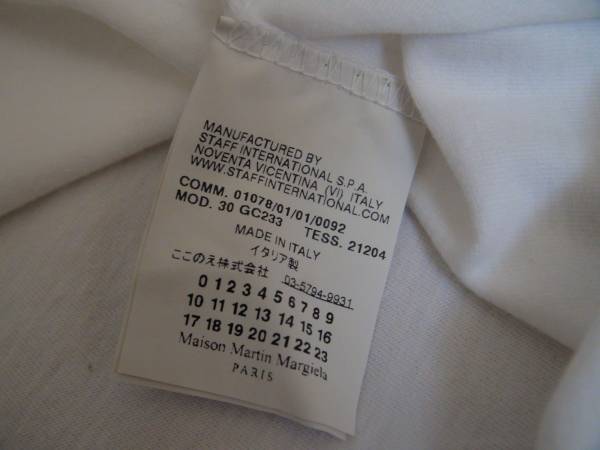 MANUFACTURED BY
STAFF INTERNATIONAL S.P.A.
NOVENTA VICENTINA (VI) ITALY
WWW.STAFFINTERNATIONAL.COM
COMM. 01078/01/01/0092
MOD. 30 GC233 TESS. 21204
MADE IN ITALY
イタリア製
ここのえ株式会社 03-5794-9931
0 1 2 3 4 5 6 7 8 9
10 11 12 13 14 15 16
17 18 19 20 21 22 23
Maison Martin Margiela
PARIS